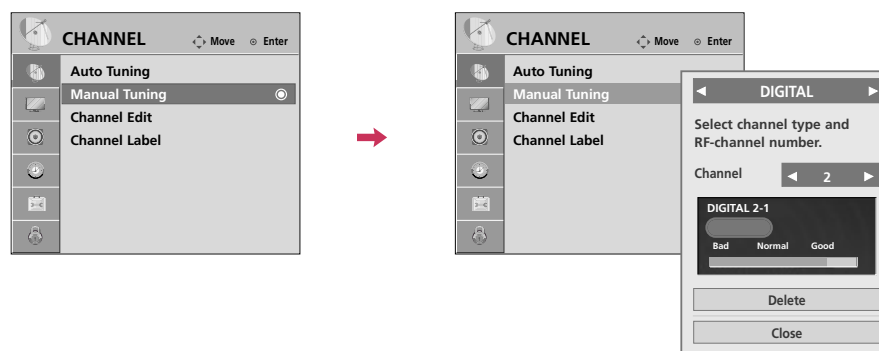 CHANNEL Move Enter
Auto Tuning
Manual Tuning
Channel Edit
Channel Label
CHANNEL Move Enter
Auto Tuning
Manual Tuning
Channel Edit
Channel Label
DIGITAL
Select channel type and
RF-channel number.
Channel 2
DIGITAL 2-1
Bad Normal Good
Delete
Close